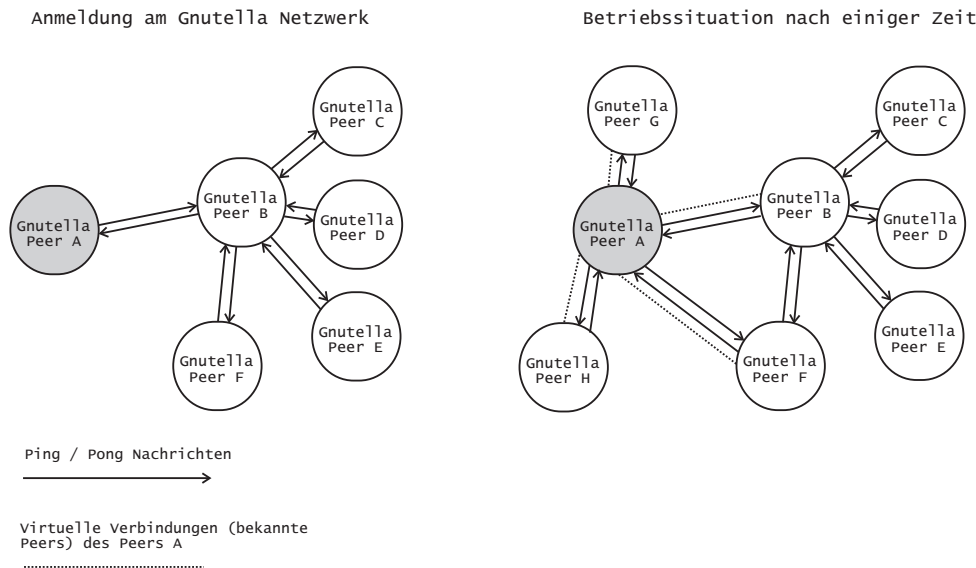 Anmeldung am Gnutella Netzwerk
Gnutella
Peer A
Gnutella
Peer B
Gnutella
Peer C
Gnutella
Peer D
Gnutella
Peer E
Gnutella
Peer F
Betriebssituation nach einiger Zeit
Gnutella
Peer G
Gnutella
Peer A
Gnutella
Peer H
Gnutella
Peer B
Gnutella
Peer C
Gnutella
Peer D
Gnutella
Peer E
Gnutella
Peer F
Ping / Pong Nachrichten
Virtuelle Verbindungen (bekannte
Peers) des Peers A